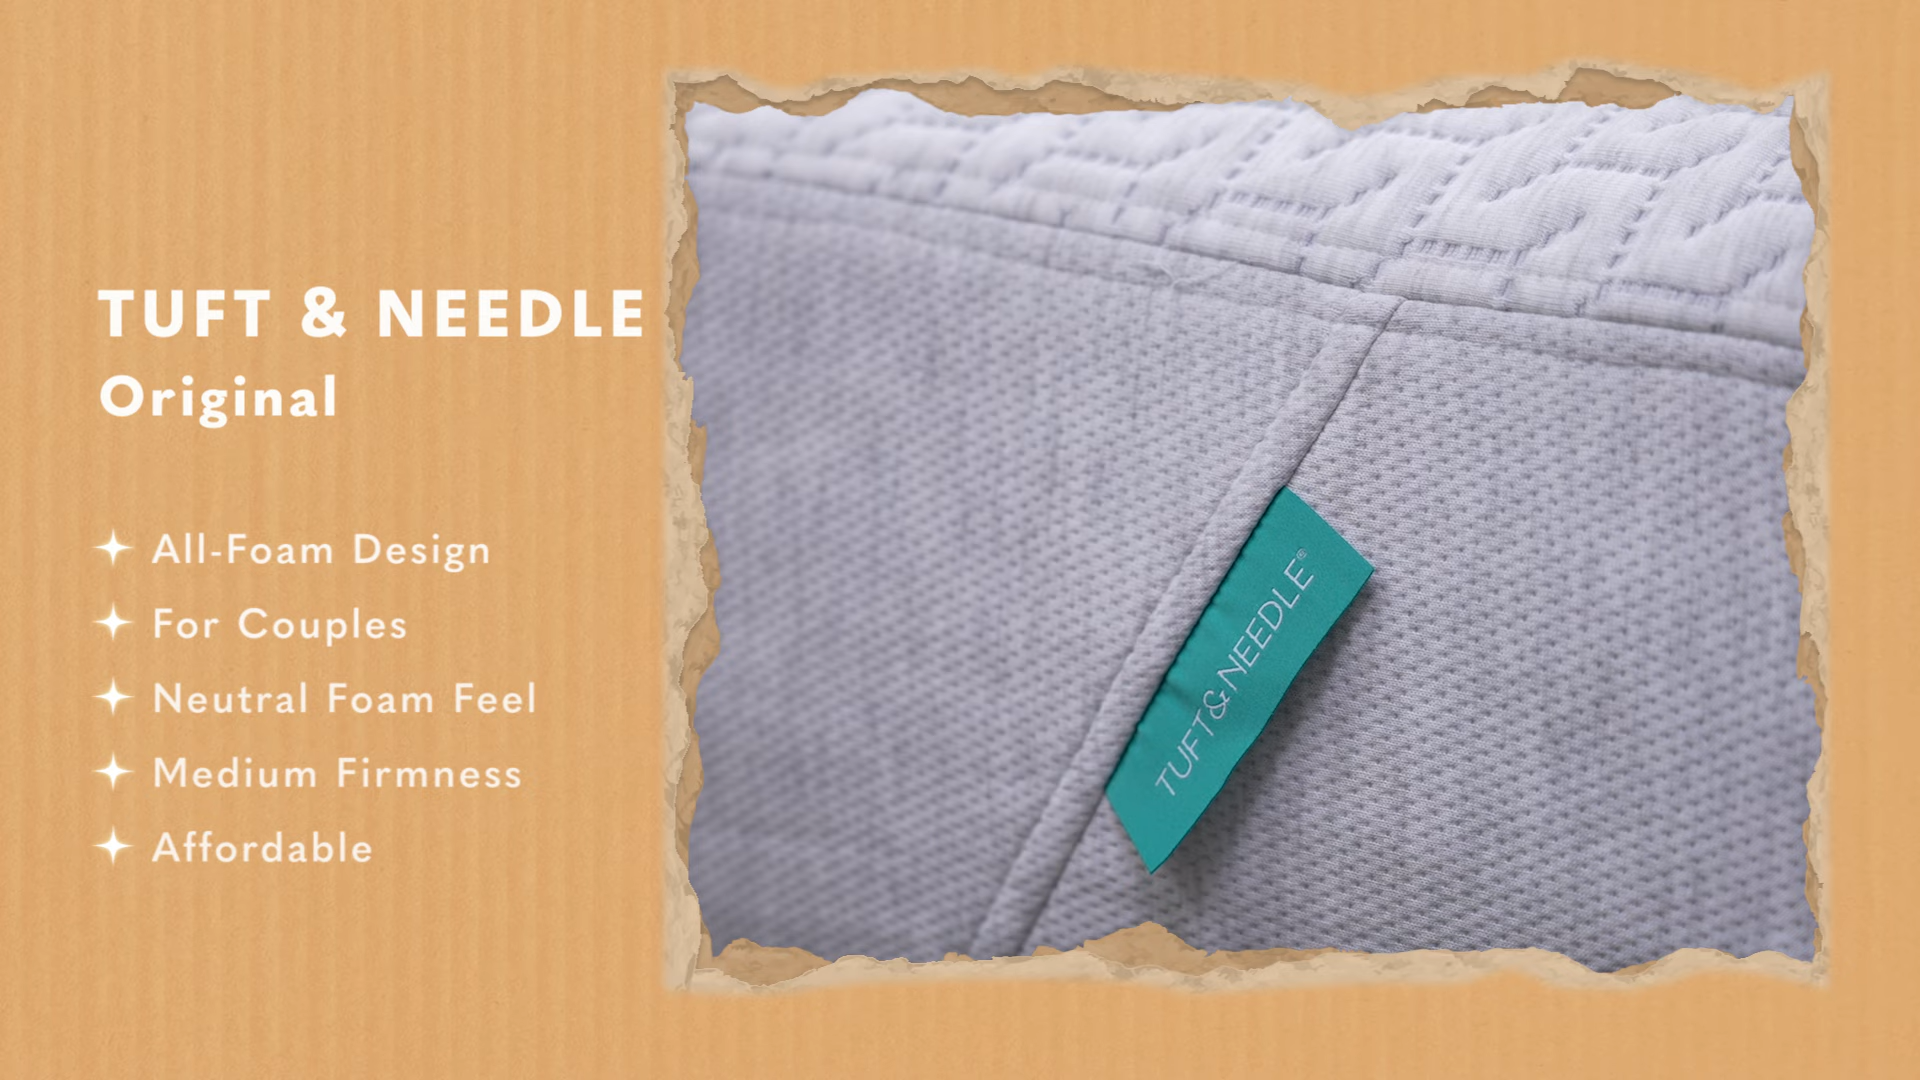 TUFT & NEEDLE
Original
All-Foam Design
For Couples
Neutral Foam Feel
Medium Firmness
Affordable
TUFT & NEEDLE®